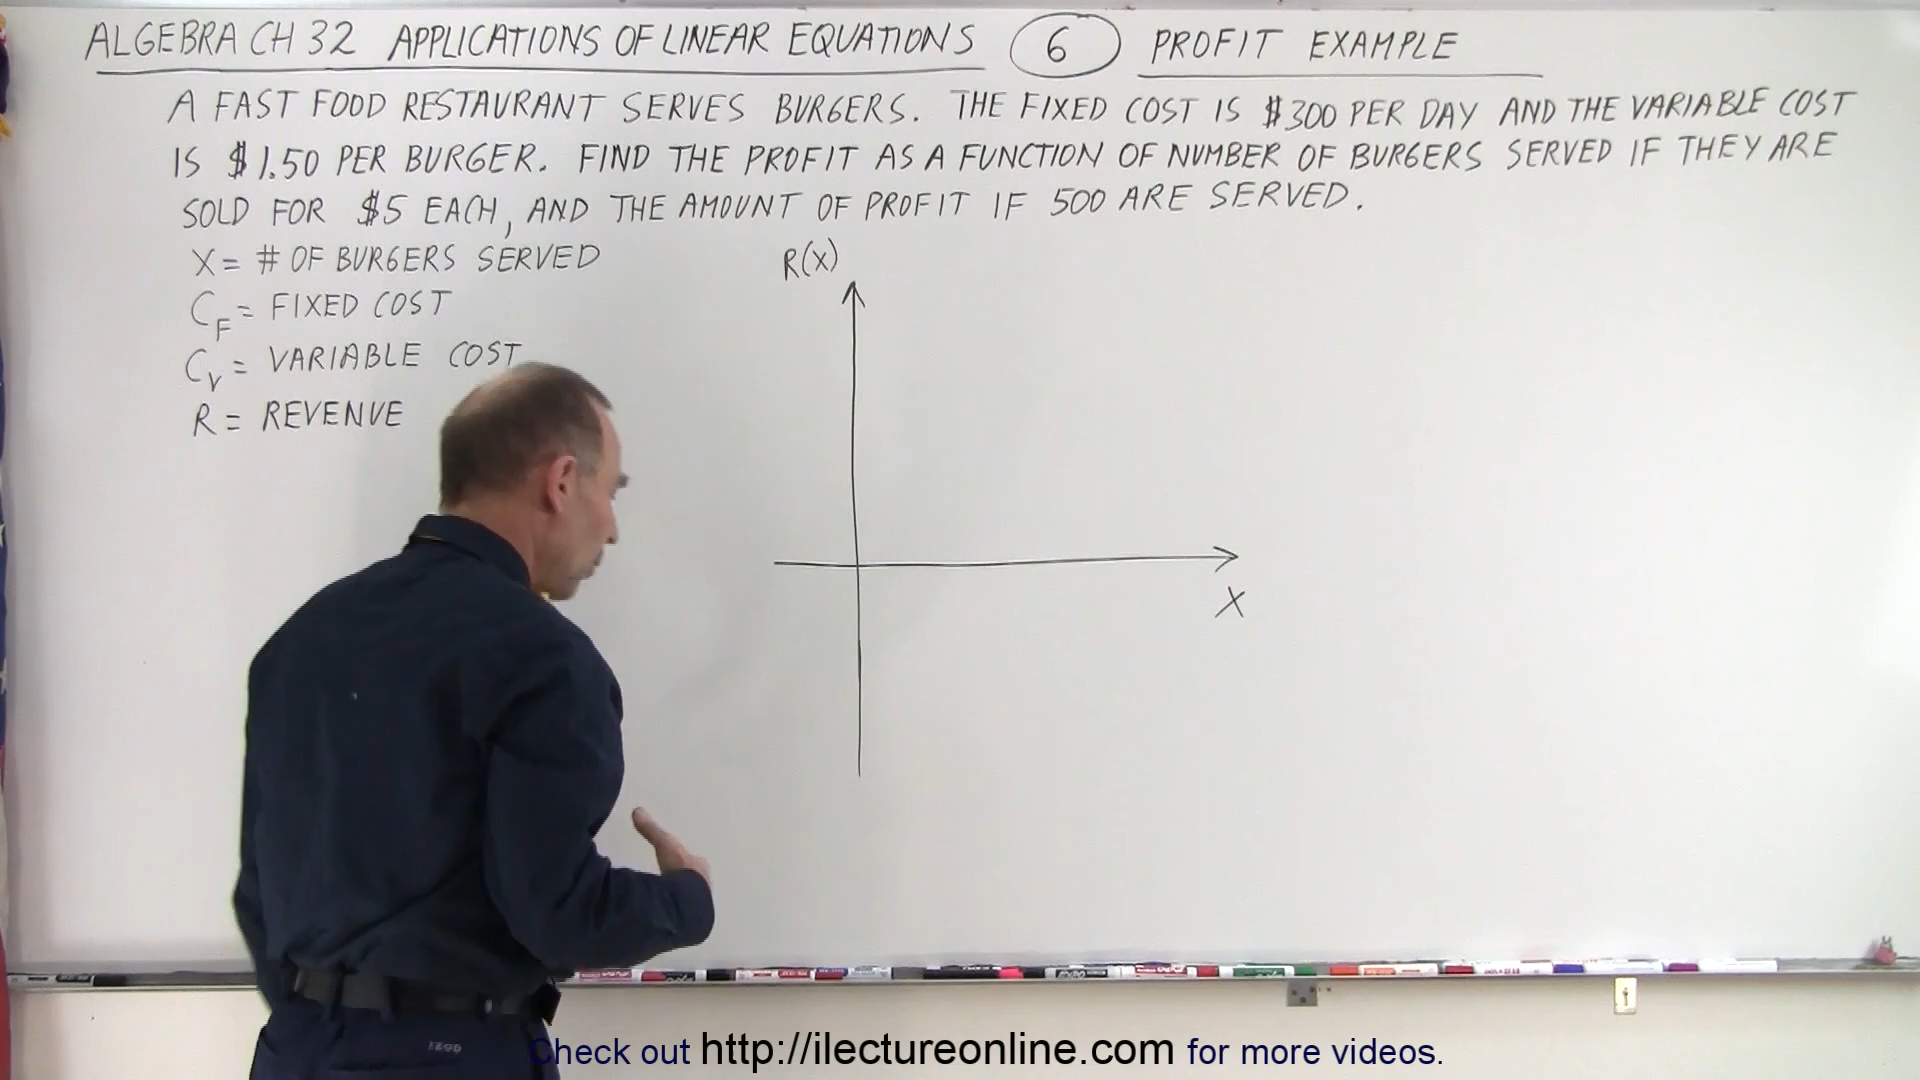 ALGEBRA CH 32 APPLICATIONS OF LINEAR EQUATIONS 6 PROFIT EXAMPLE
A FAST FOOD RESTAURANT SERVES BURGERS. THE FIXED COST IS $300 PER DAY AND THE VARIABLE COST
IS $1.50 PER BURGER. FIND THE PROFIT AS A FUNCTION OF NUMBER OF BURGERS SERVED IF THEY ARE
SOLD FOR $5 EACH, AND THE AMOUNT OF PROFIT IF 500 ARE SERVED.
X = # OF BURGERS SERVED
C_F = FIXED COST
C_V = VARIABLE COST
R = REVENUE
R(X)
X
IZOD
Check out http://ilectureonline.com for more videos.